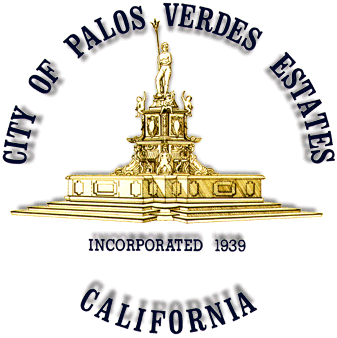 CITY OF PALOS VERDES ESTATES
INCORPORATED 1939
CALIFORNIA